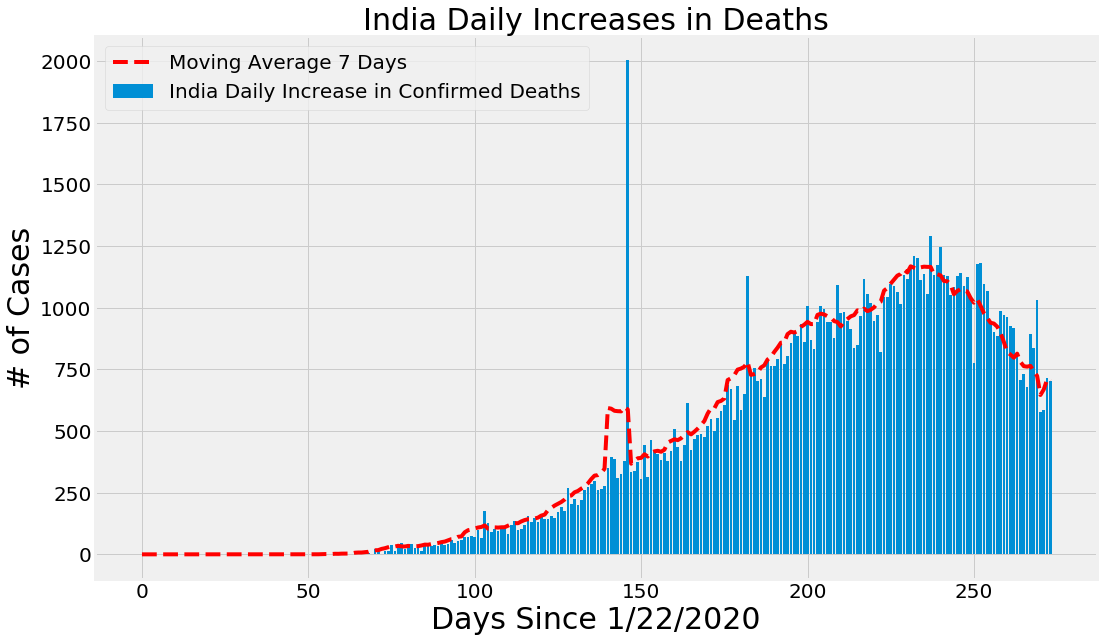 India Daily Increases in Deaths
Moving Average 7 Days
India Daily Increase in Confirmed Deaths
2000
1750
1500
1250
1000
750
500
250
0
# of Cases
0 50 100 150 200 250
Days Since 1/22/2020